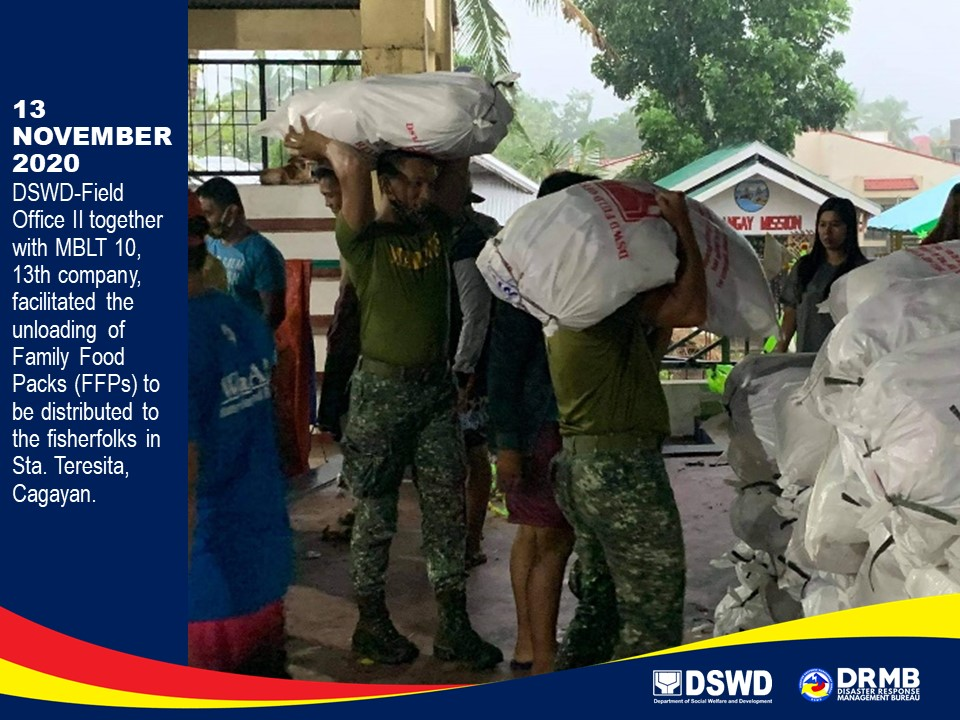 13
NOVEMBER
2020
DSWD-Field
Office II together
with MBLT 10,
13th company,
facilitated the
unloading of
Family Food
Packs (FFPs) to
be distributed to
the fisherfolks in
Sta. Teresita,
Cagayan.
NGAY MISSION
DSWD
DSWD
Department of Social Welfare and Development
DRMB
DISASTER RESPONSE
MANAGEMENT BUREAU